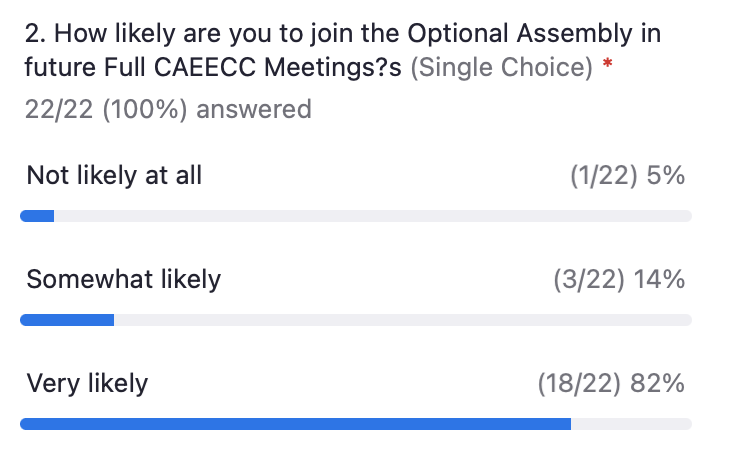 2. How likely are you to join the Optional Assembly in
future Full CAEECC Meetings?s (Single Choice) *
22/22 (100%) answered
Not likely at all (1/22) 5%
Somewhat likely (3/22) 14%
Very likely (18/22) 82%